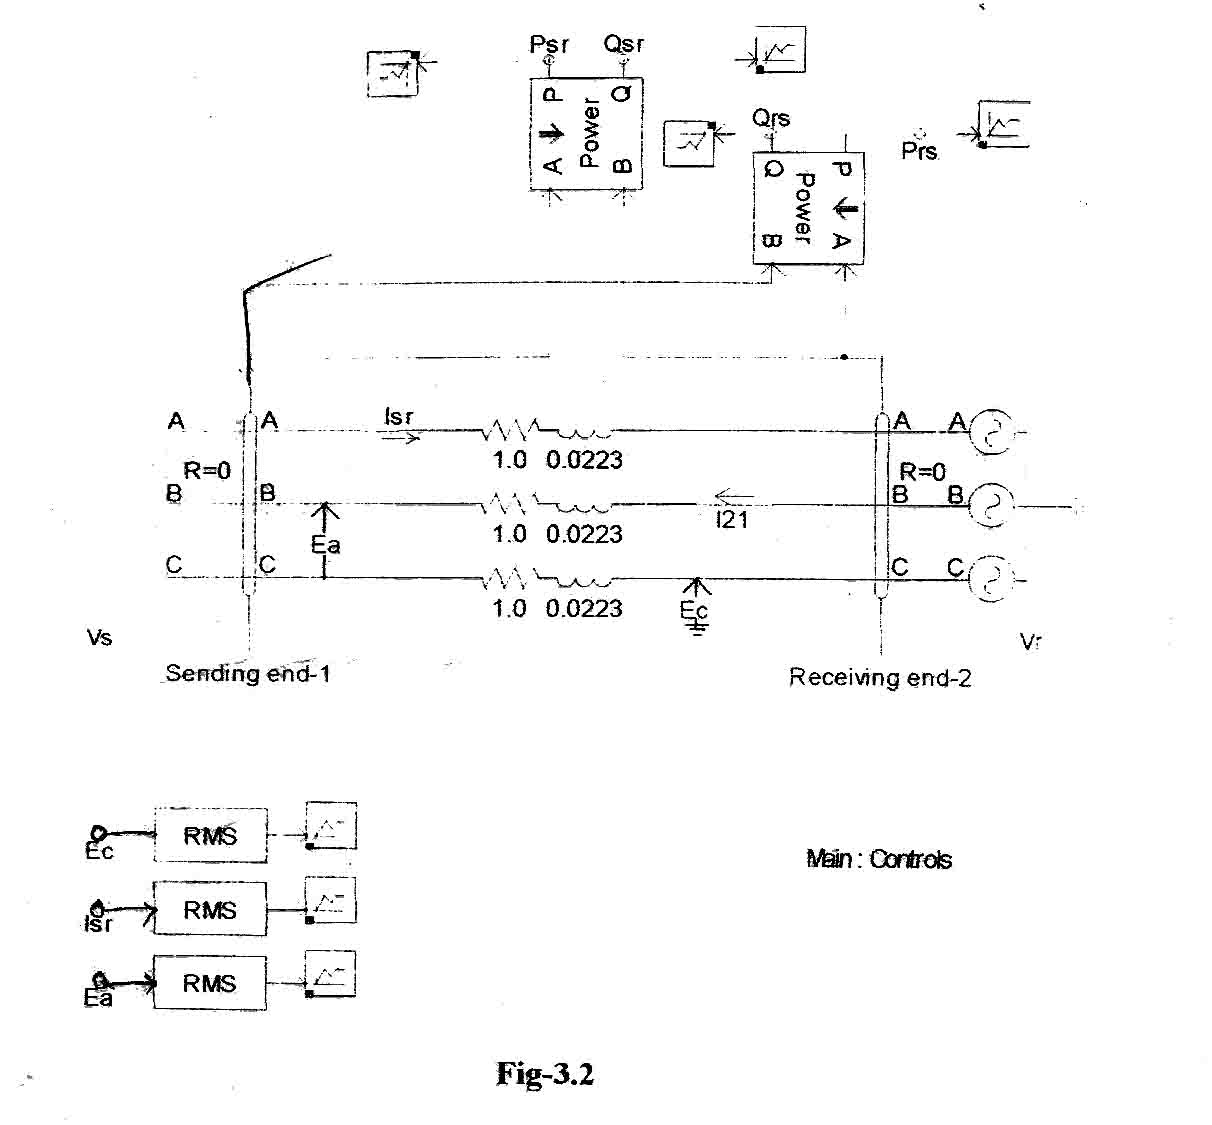 Psr Qsr
P Q
Power
A B
Qrs
Prs
Q P
Power
B A
A A Isr A A
1.0 0.0223
R=0 R=0
B B B B
I21
1.0 0.0223
Ea
C C C C
1.0 0.0223
Ec
Vs Vr
Sending end-1 Receiving end-2
Ec RMS
Main : Controls
Isr RMS
Ea RMS
Fig-3.2